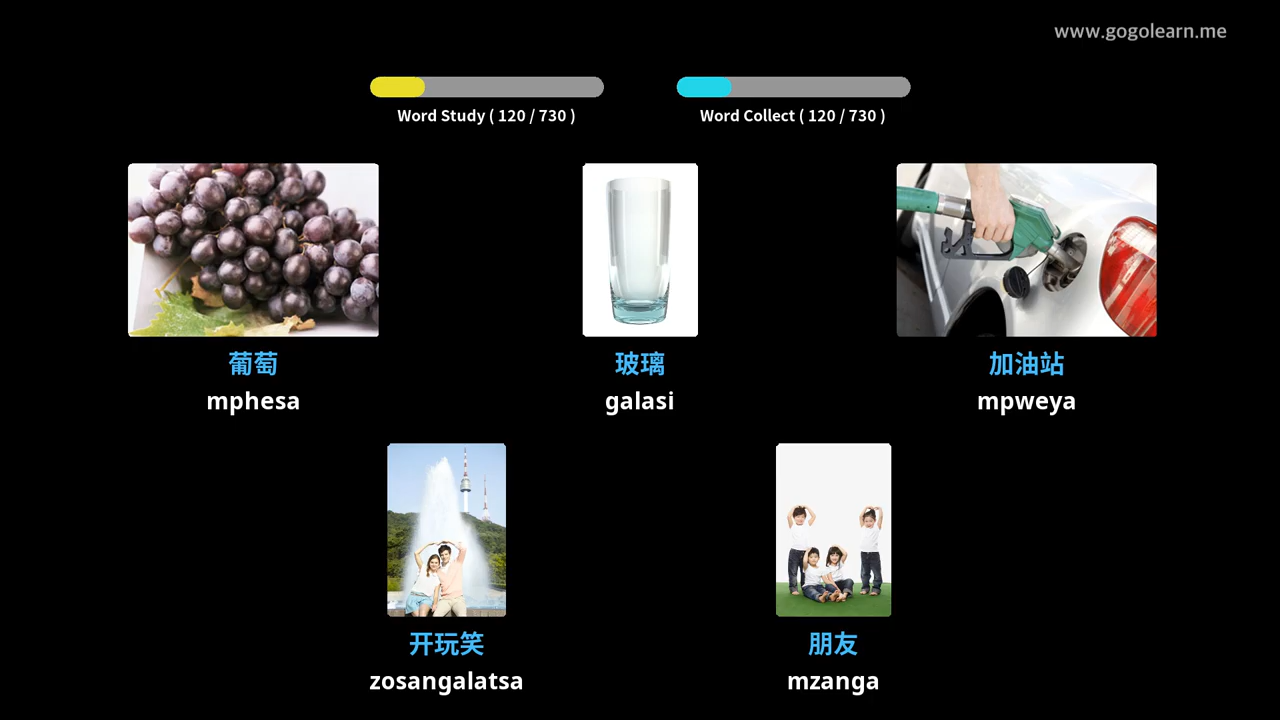 www.gogolearn.me
Word Study ( 120 / 730 )
Word Collect ( 120 / 730 )
葡萄
mphesa
玻璃
galasi
加油站
mpweya
开玩笑
zosangalatsa
朋友
mzanga